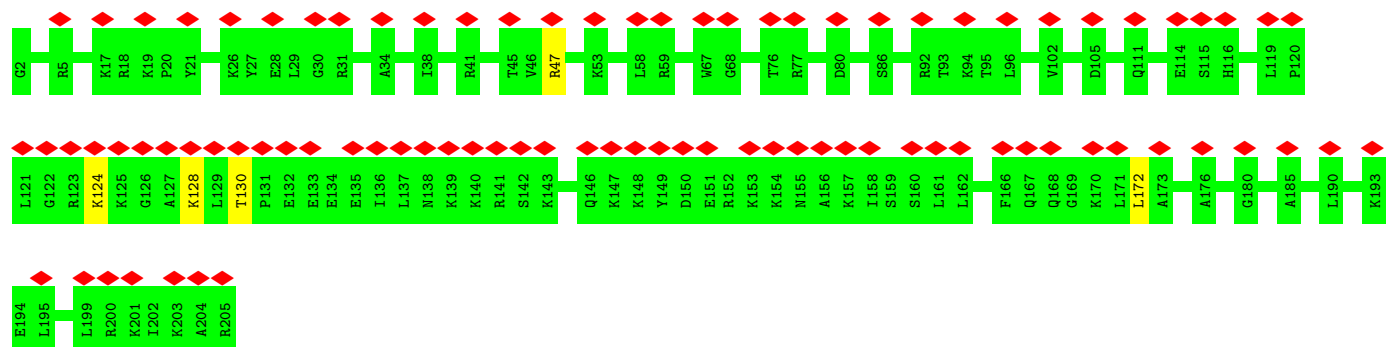 G2 R5 K17 R18 K19 P20 Y21 K26 Y27 E28 L29 G30 R31 A34 I38 R41 T45 V46 R47 K53 L58 R59 W67 G68 T76 R77 D80 S86 R92 T93 K94 T95 L96 V102 D105 Q111 E114 S115 H116 L119 P120
L121 G122 R123 K124 K125 G126 A127 K128 L129 T130 P131 E132 E133 E134 E135 I136 L137 N138 K139 K140 R141 S142 K143 Q146 K147 K148 Y149 D150 E151 R152 K153 K154 N155 A156 K157 I158 S159 S160 L161 L162 F166 Q167 Q168 G169 K170 L171 L172 A173 A176 G180 A185 L190 K193
E194 L195 L199 R200 K201 I202 K203 A204 R205